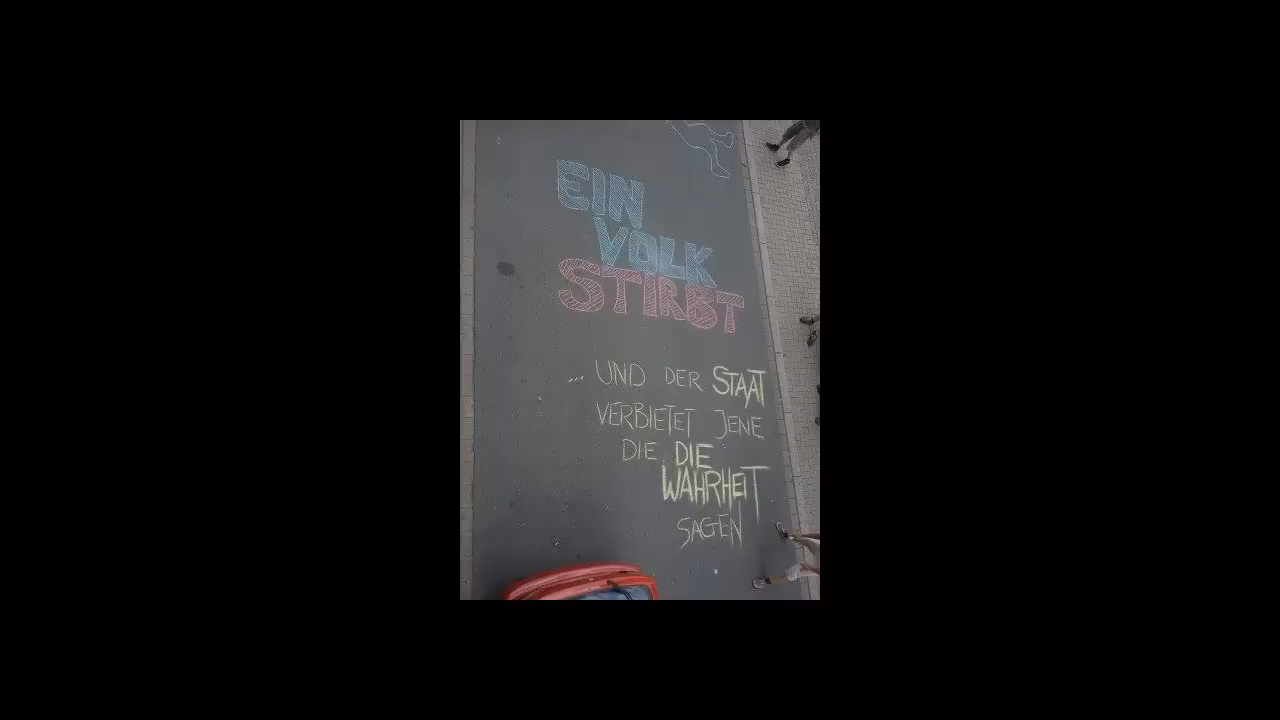 EIN
VOLK
STIRBT
... UND DER STAAT
VERBIETET JENE
DIE DIE
WAHRHEIT
SAGEN